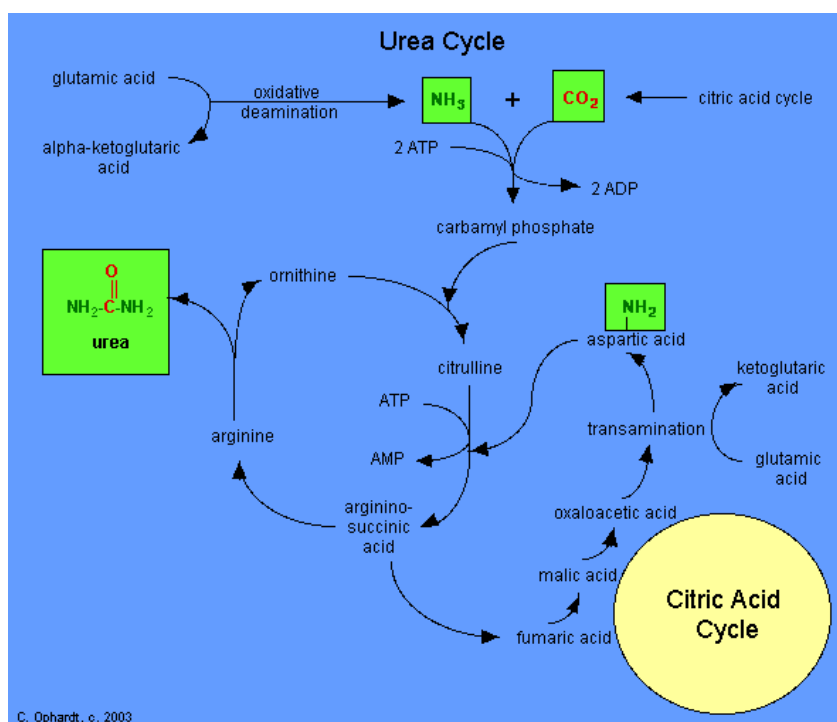 Urea Cycle
glutamic acid
oxidative
deamination
NH3
+
CO2
citric acid cycle
alpha-ketoglutaric
acid
2 ATP
2 ADP
carbamyl phosphate
O
NH2-C-NH2
urea
ornithine
NH2
aspartic acid
citrulline
ketoglutaric
acid
ATP
arginine
transamination
AMP
glutamic
acid
arginino-
succinic
acid
oxaloacetic acid
malic acid
fumaric acid
Citric Acid
Cycle
C. Ophardt, c. 2003